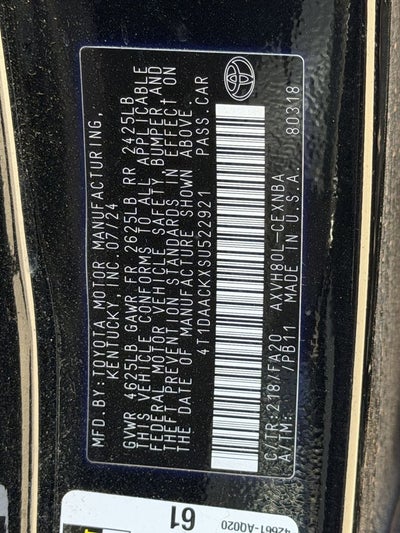 MFD.BY:TOYOTA MOTOR MANUFACTURING,
KENTUCKY, INC. 07/24
GVWR 4625LB GAWR FR 2625LB RR 2425LB
THIS VEHICLE CONFORMS TO ALL APPLICABLE
FEDERAL MOTOR VEHICLE SAFETY, BUMPER, AND
THEFT PREVENTION STANDARDS IN EFFECT ON
THE DATE OF MANUFACTURE SHOWN ABOVE.
4T1DAACKXSU522921 PASS.CAR
C/TR:218/FA20 AXVH80L-CEXNBA
A/TM: /PB11 MADE IN U.S.A. 80318
61
42661-A0020